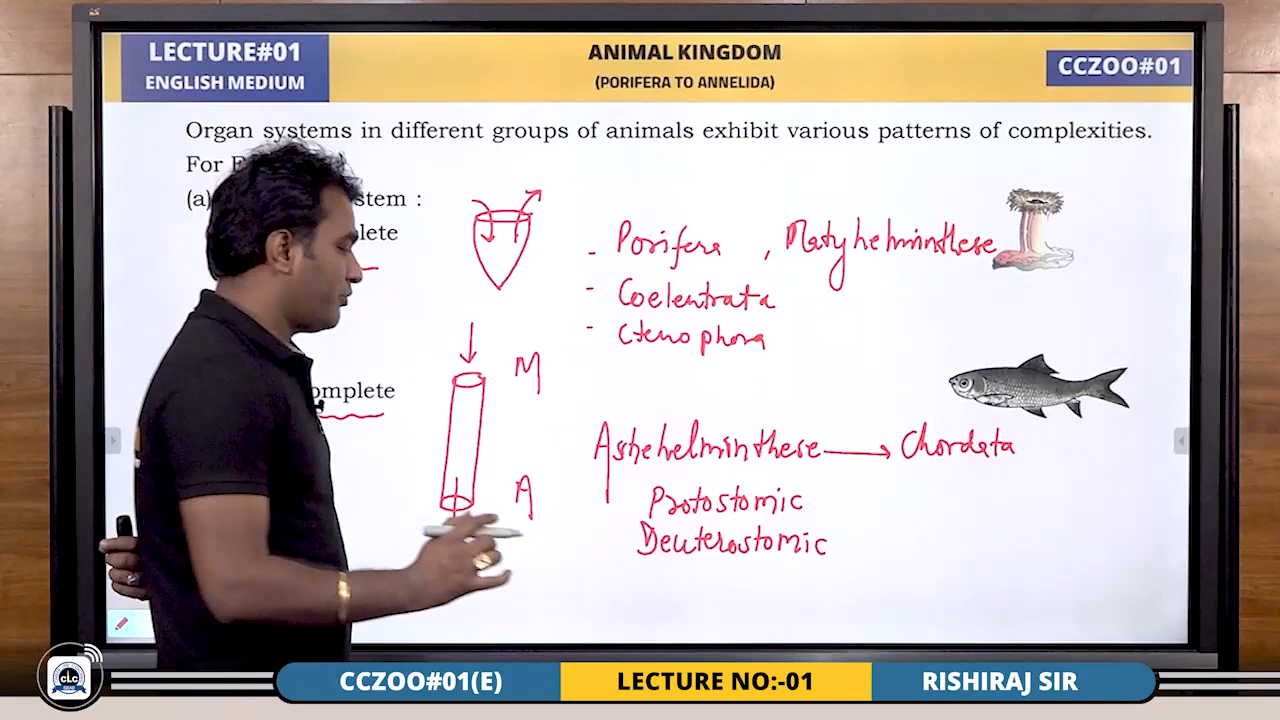 LECTURE#01
ENGLISH MEDIUM
ANIMAL KINGDOM
(PORIFERA TO ANNELIDA)
CCZOO#01
Organ systems in different groups of animals exhibit various patterns of complexities.
For
(a) stem :
- Porifera , Platyhelminthese
- Coelentrata
- Ctenophora
M
A
Ashehelminthese → Chordata
Protostomic
Deuterostomic
CLC
CCZOO#01(E)
LECTURE NO:-01
RISHIRAJ SIR